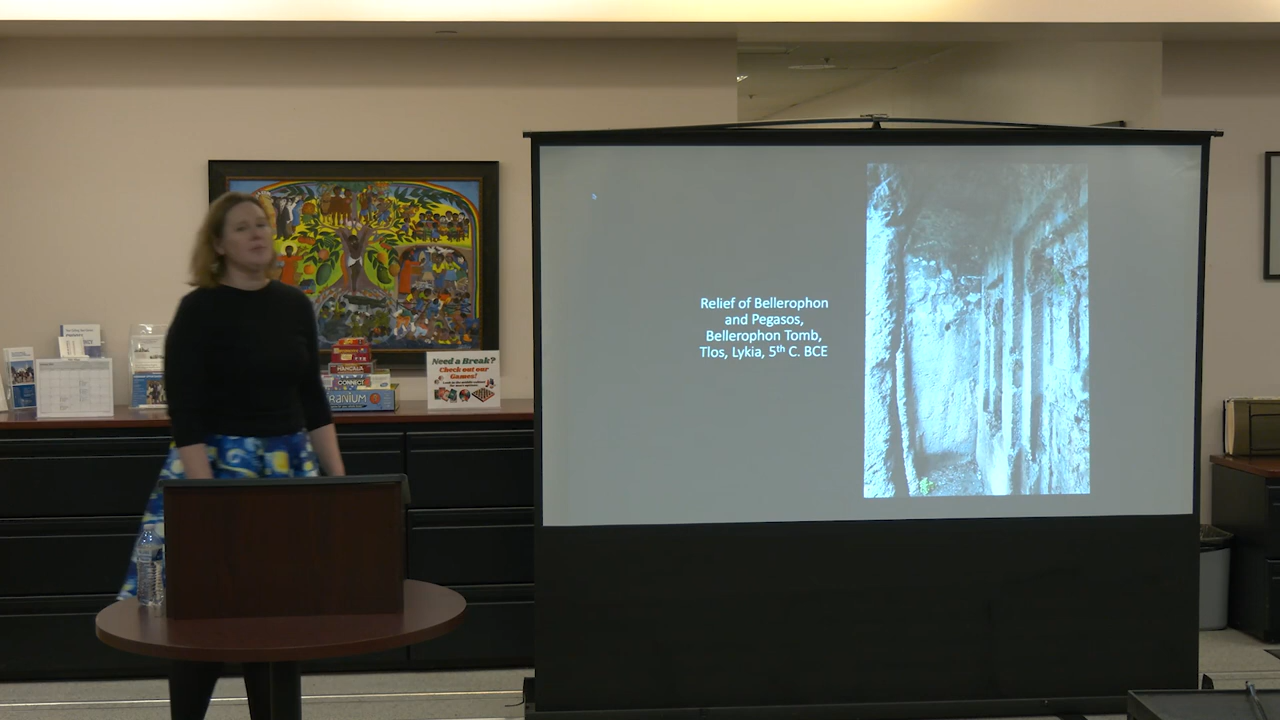 Relief of Bellerophon
and Pegasos,
Bellerophon Tomb,
Tlos, Lykia, 5th C. BCE
Need a Break?
Check out our
Games!
MANCALA
CONNECT
CRANIUM